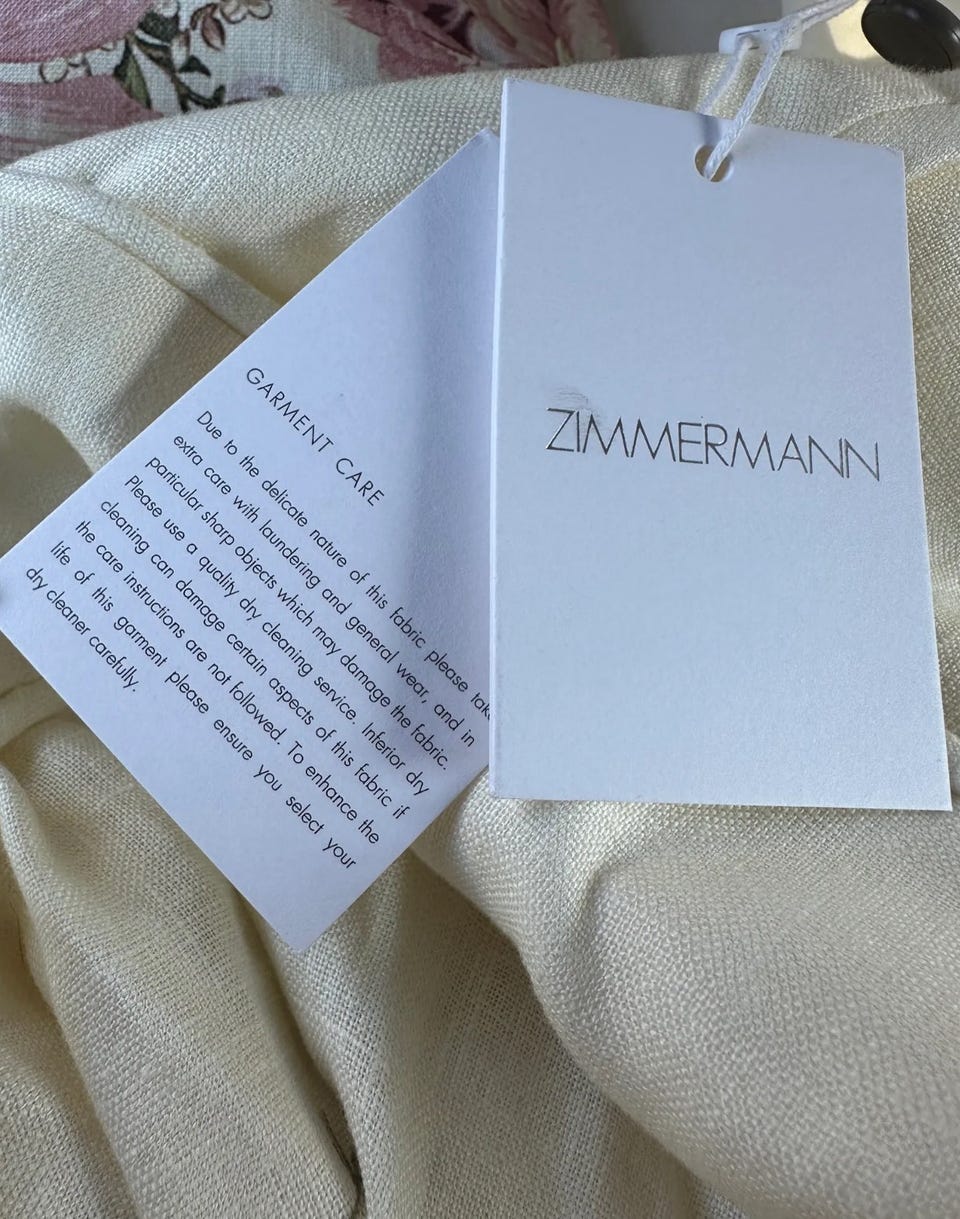 ZIMMERMANN
GARMENT CARE
Due to the delicate nature of this fabric please
extra care with laundering and general wear, and in
particular sharp objects which may damage the fabric.
Please use a quality dry cleaning service. Inferior dry
cleaning can damage certain aspects of this fabric if
the care instructions are not followed. To enhance the
life of this garment please ensure you select your
dry cleaner carefully.